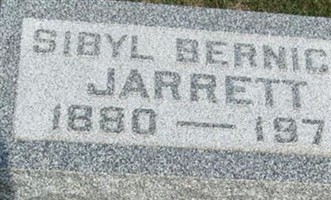 SIBYL BERNIC
JARRETT
1880 — 197